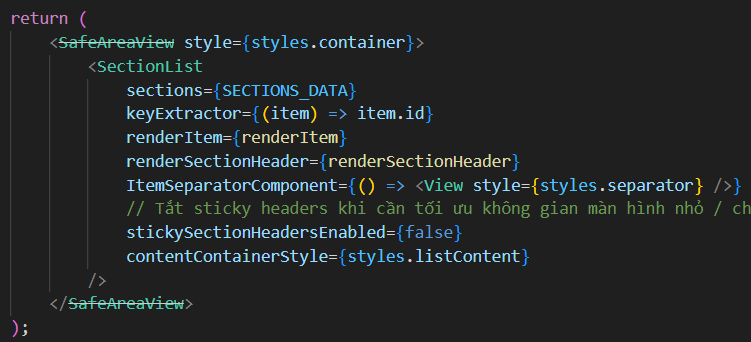 return (
<SafeAreaView style={styles.container}>
<SectionList
sections={SECTIONS_DATA}
keyExtractor={(item) => item.id}
renderItem={renderItem}
renderSectionHeader={renderSectionHeader}
ItemSeparatorComponent={() => <View style={styles.separator} />}
// Tắt sticky headers khi cần tối ưu không gian màn hình nhỏ / ch
stickySectionHeadersEnabled={false}
contentContainerStyle={styles.listContent}
/>
</SafeAreaView>
);